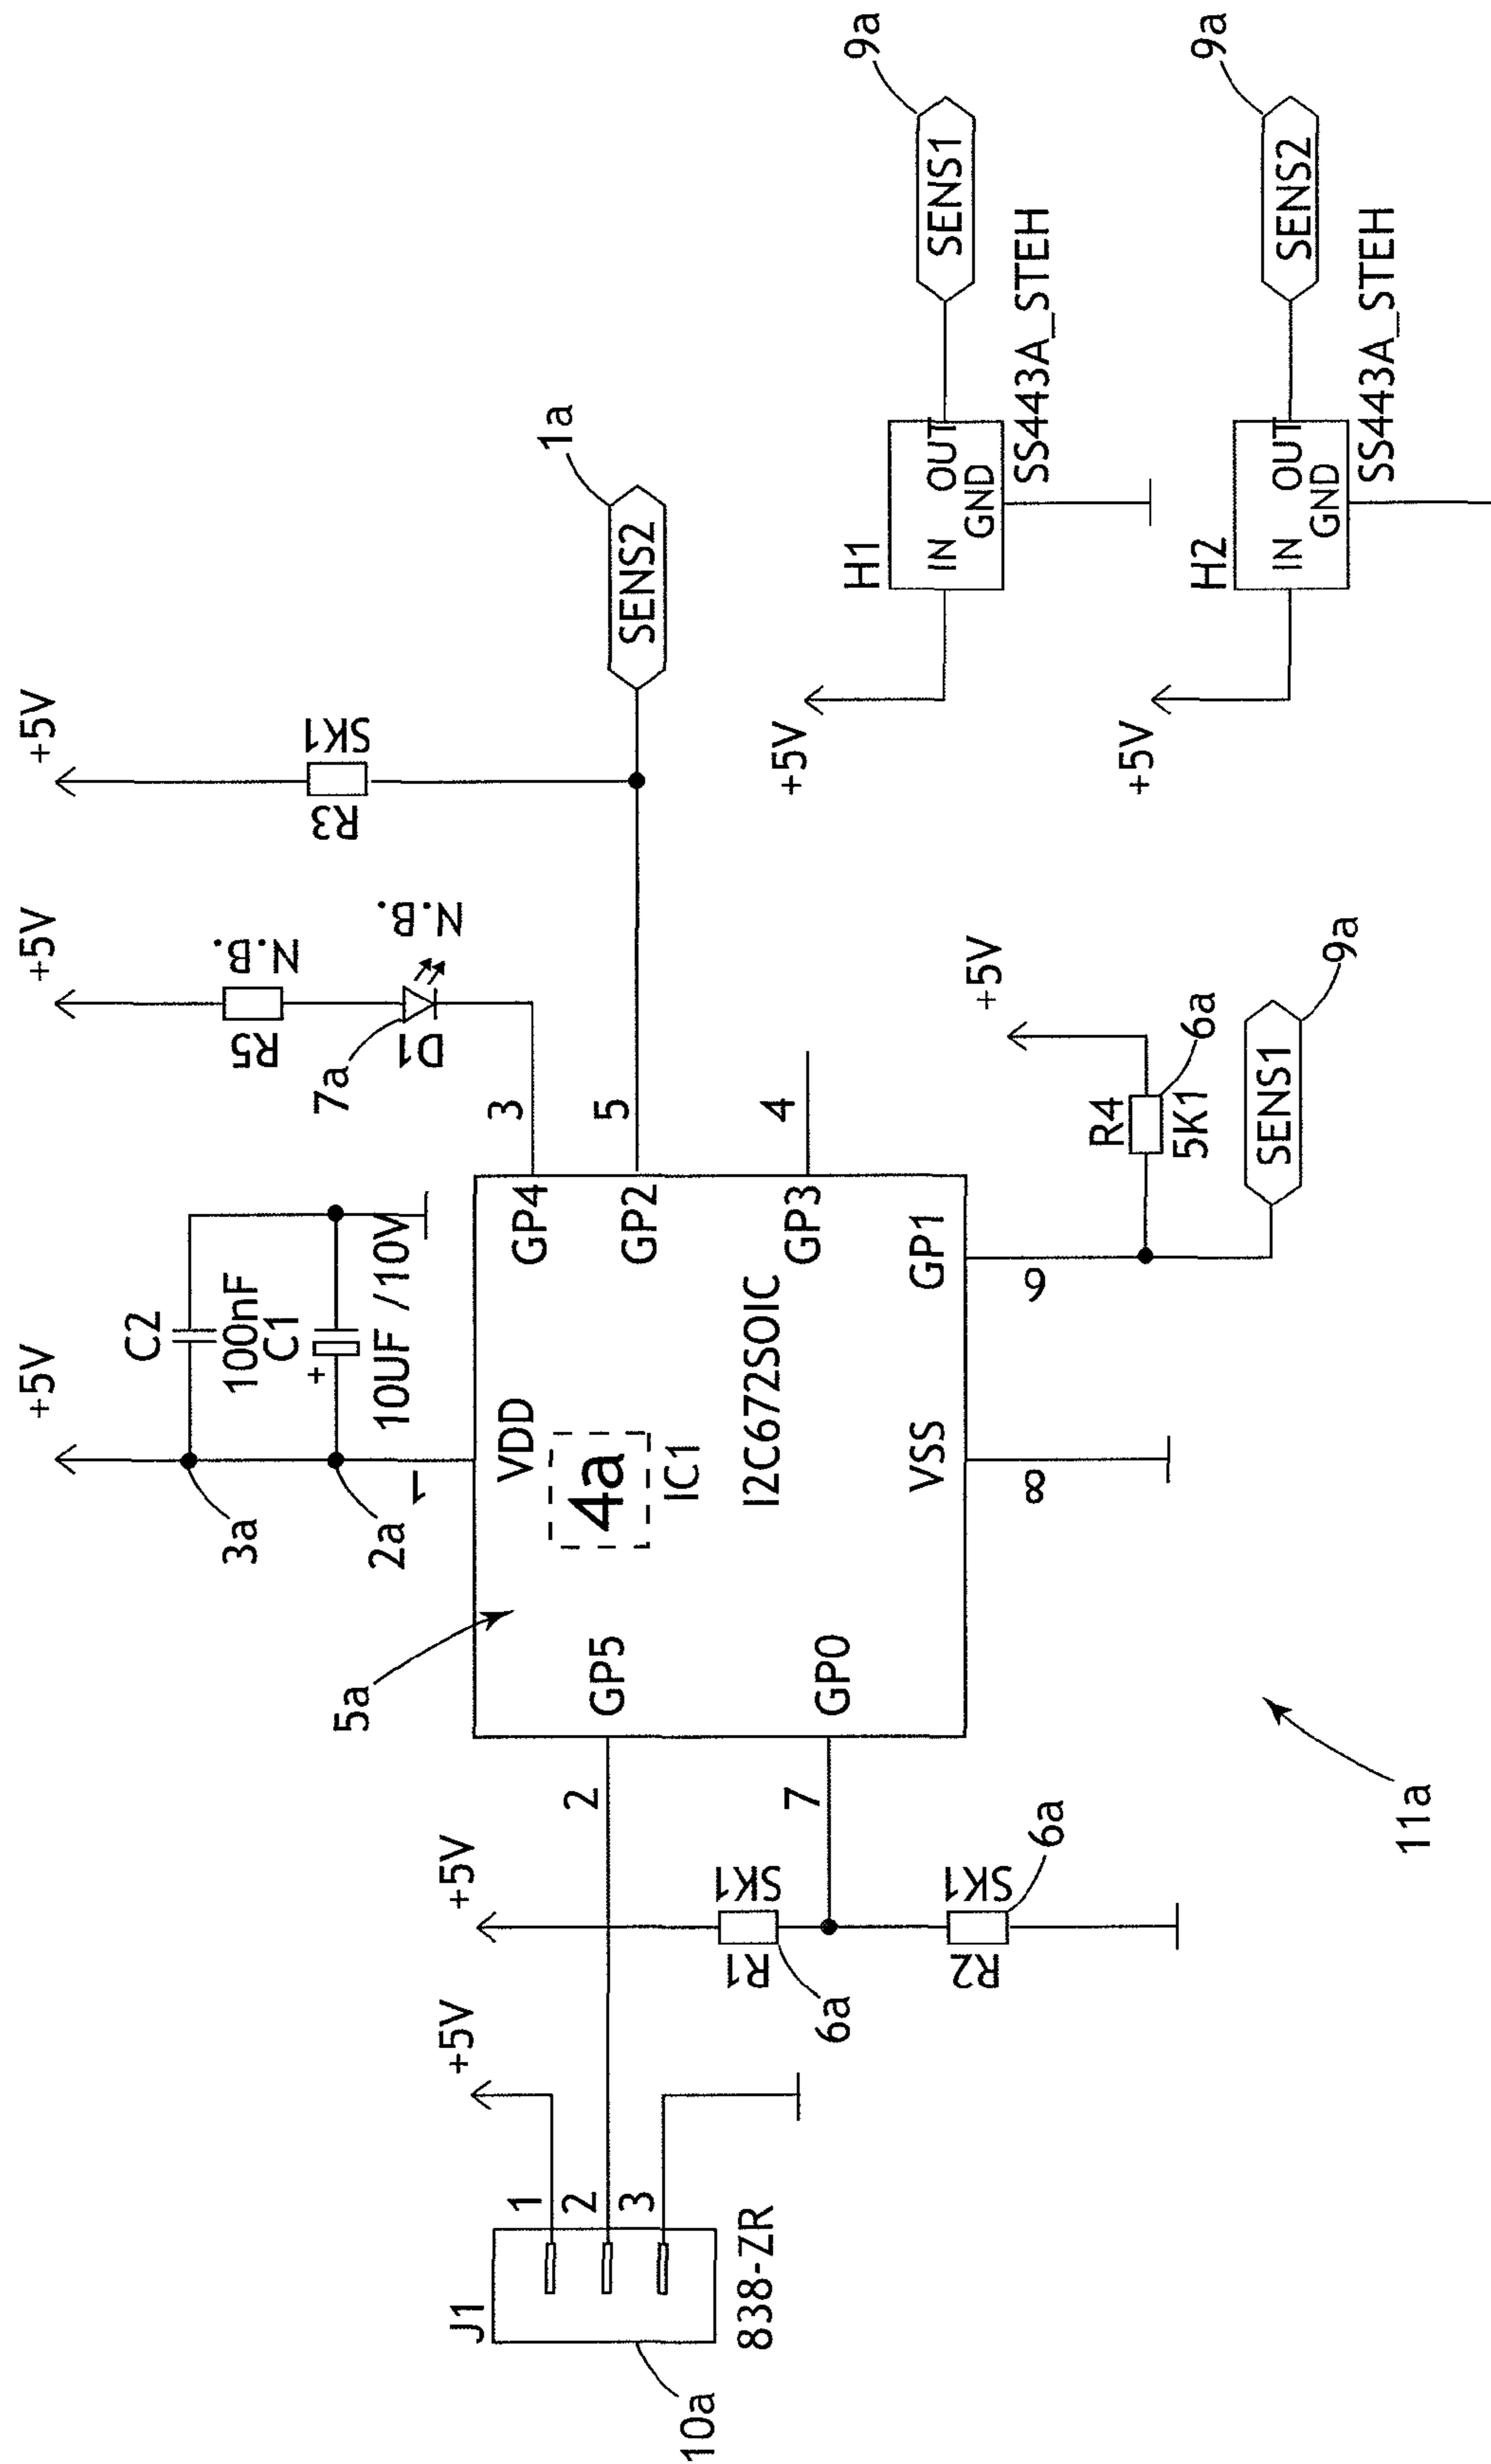 +5V
+5V
+5V
C2
100nF
C1
+
10UF /10V
3a
2a
1
R5
N.B.
7a
D1
N.B.
R3
SK1
1a
SENS2
5a
VDD
4a
IC1
I2C672SOIC
GP5
GP0
GP4
GP2
GP3
GP1
VSS
3
5
4
6
8
2
7
J1
1
2
3
838-ZR
10a
+5V
+5V
R1
SK1
6a
R2
SK1
6a
+5V
R4
5K1
6a
SENS1
9a
+5V
H1
IN
OUT
GND
SS443A_STEH
SENS1
9a
+5V
H2
IN
OUT
GND
SS443A_STEH
SENS2
9a
11a